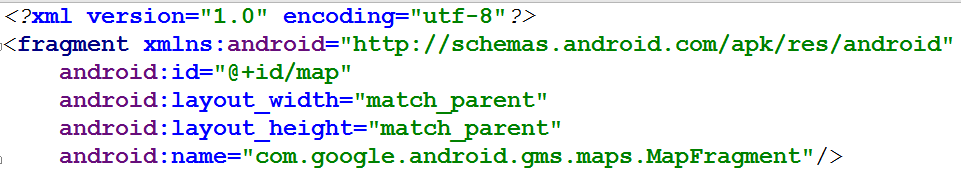 <?xml version="1.0" encoding="utf-8"?>
<fragment xmlns:android="http://schemas.android.com/apk/res/android"
    android:id="@+id/map"
    android:layout_width="match_parent"
    android:layout_height="match_parent"
    android:name="com.google.android.gms.maps.MapFragment"/>